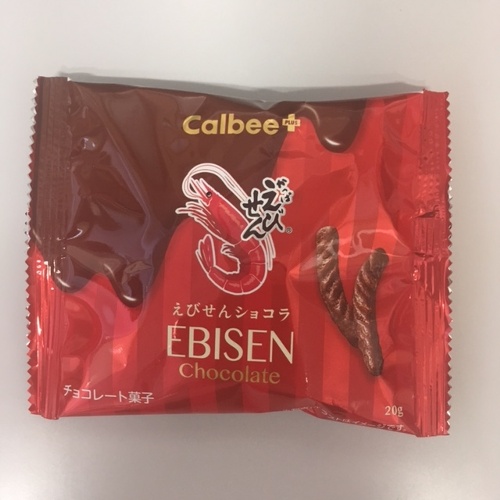 Calbee+
PLUS
かっぱ
えびせん®
えびせんショコラ
EBISEN
Chocolate
チョコレート菓子
20g